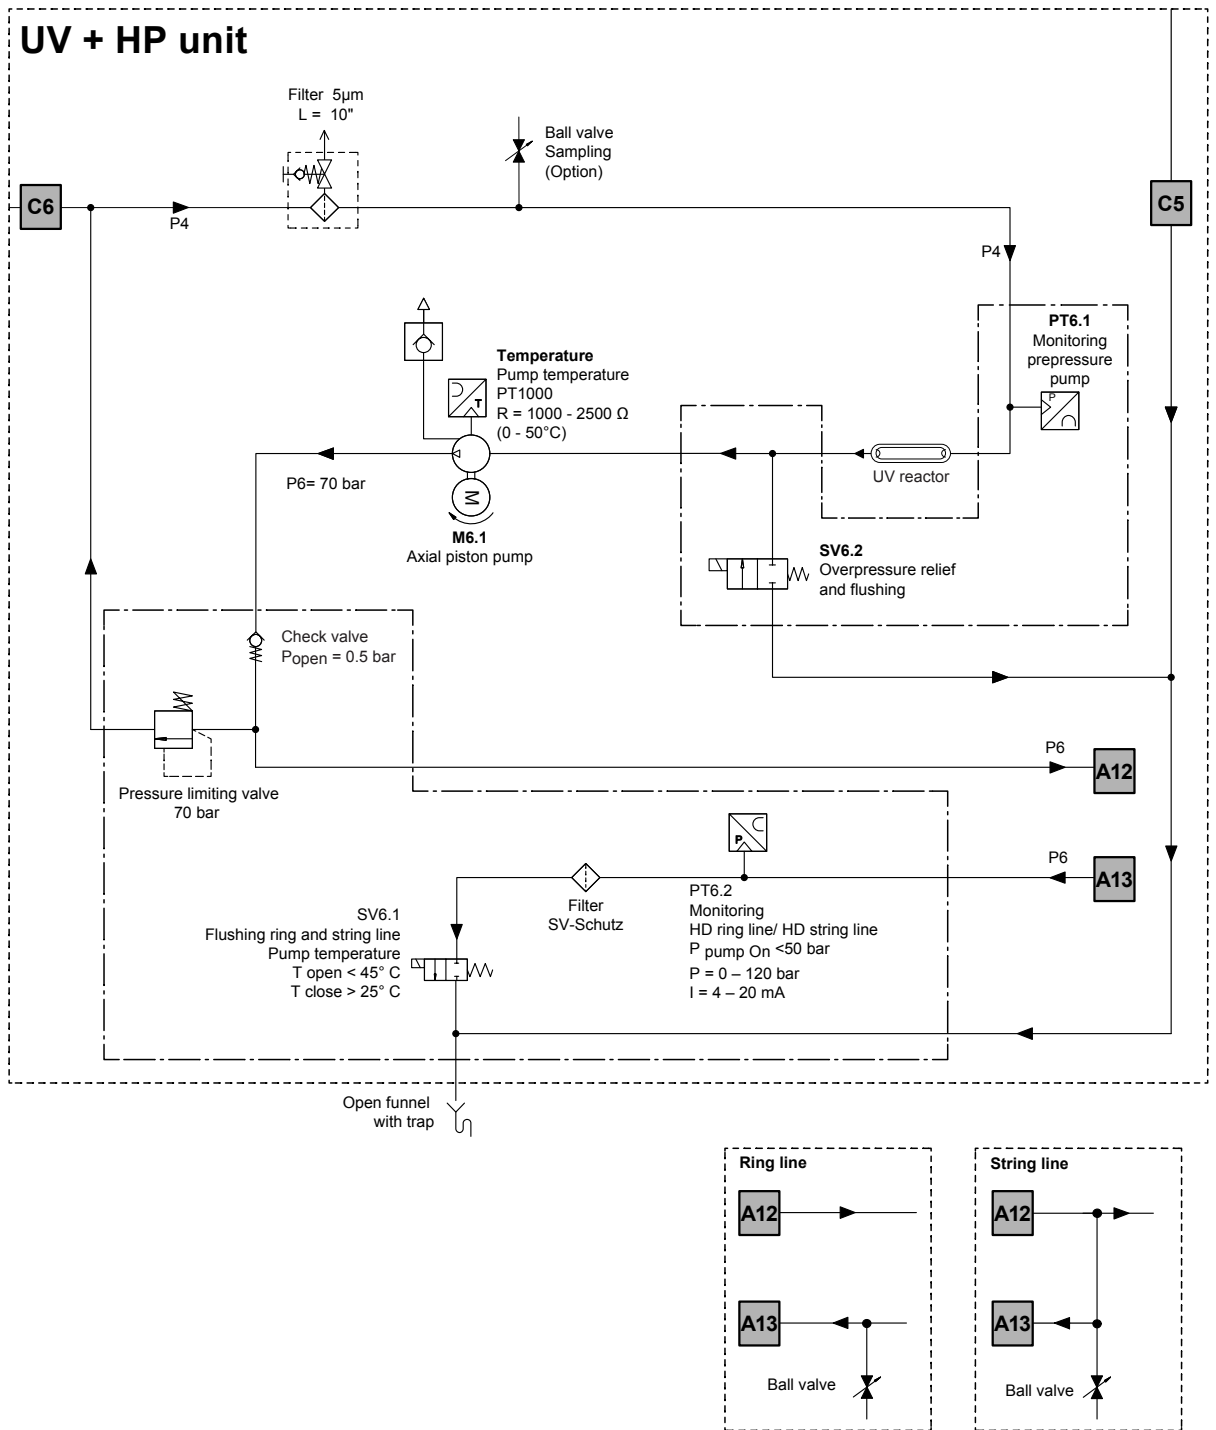 UV + HP unit
Filter 5µm
L = 10"
Ball valve
Sampling
(Option)
C6
C5
P4
P4
PT6.1
Monitoring
prepressure
pump
P
Temperature
Pump temperature
PT1000
R = 1000 - 2500 Ω
(0 - 50°C)
T
UV reactor
P6= 70 bar
M
M6.1
Axial piston pump
SV6.2
Overpressure relief
and flushing
Check valve
Popen = 0.5 bar
Pressure limiting valve
70 bar
P6
A12
P
P6
A13
PT6.2
Monitoring
HD ring line/ HD string line
P pump On <50 bar
P = 0 – 120 bar
I = 4 – 20 mA
Filter
SV-Schutz
SV6.1
Flushing ring and string line
Pump temperature
T open < 45° C
T close > 25° C
Open funnel
with trap
Ring line
A12
A13
Ball valve
String line
A12
A13
Ball valve